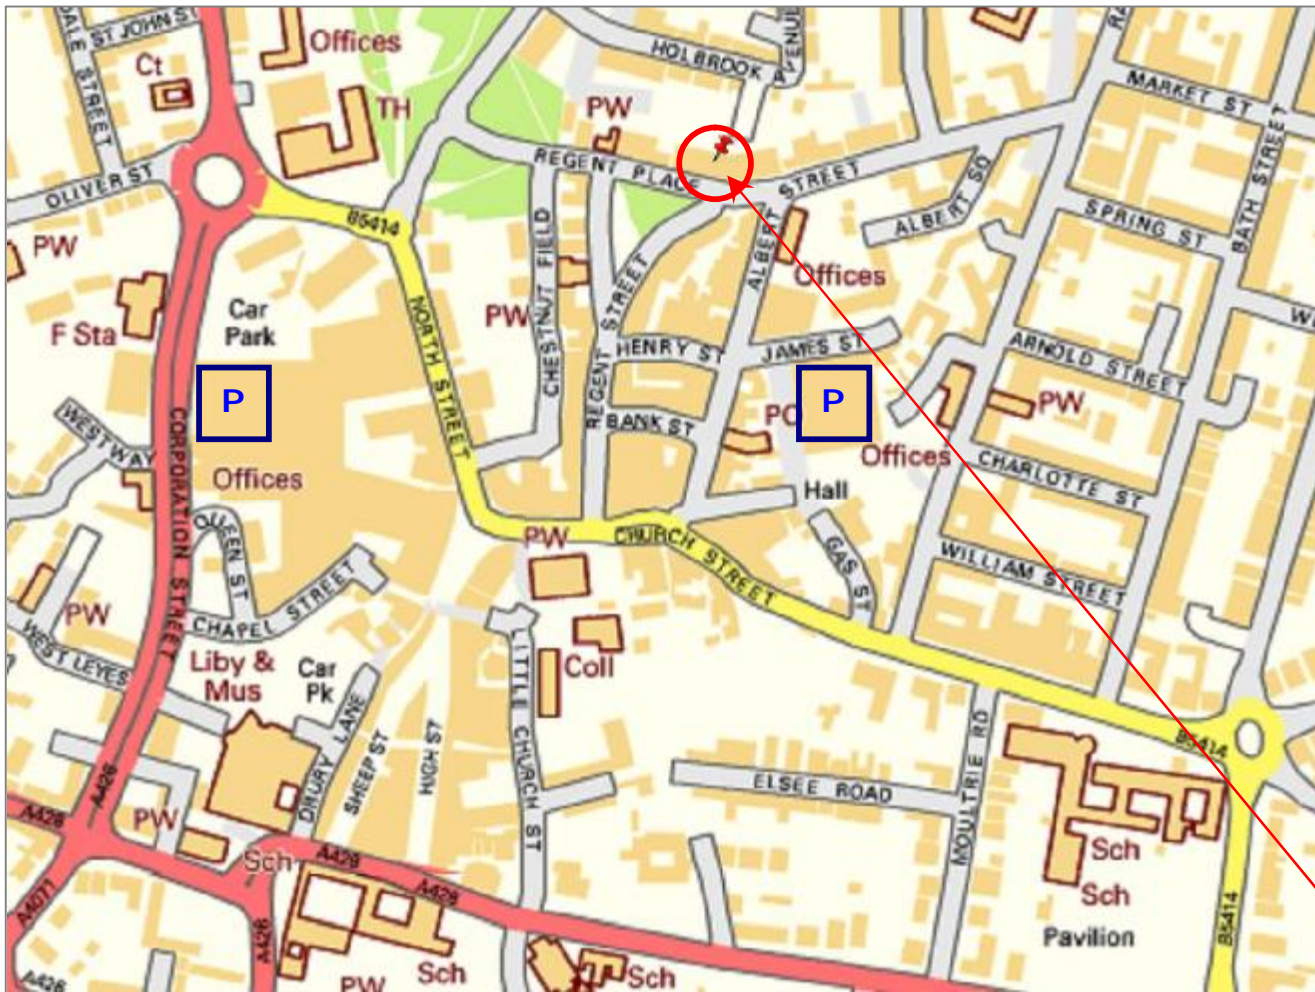 DALE STREET
ST JOHN ST
Offices
Ct
TH
PW
HOLBROOK AVENUE
MARKET ST
OLIVER ST
B5414
REGENT PLACE
ALBERT STREET
ALBERT SQ
SPRING ST
BATH STREET
PW
F Sta
Car
Park
NORTH STREET
PW
CHESTNUT FIELD
REGENT STREET
Offices
HENRY ST
JAMES ST
ARNOLD STREET
P
P
PW
WESTWAY
CORPORATION STREET
Offices
BANK ST
Offices
CHARLOTTE ST
Hall
QUEEN ST
PW
CHURCH STREET
GAS ST
WILLIAM STREET
PW
CHAPEL STREET
WEST LEYES
Liby &
Mus
Car
Pk
Coll
LITTLE CHURCH ST
DRURY LANE
SHEEP ST
HIGH ST
ELSEE ROAD
MOULTRIE RD
B5414
A426
A428
PW
Sch
A428
A428
Sch
Sch
Pavilion
B5414
A4071
A426
A426
PW
Sch
Sch